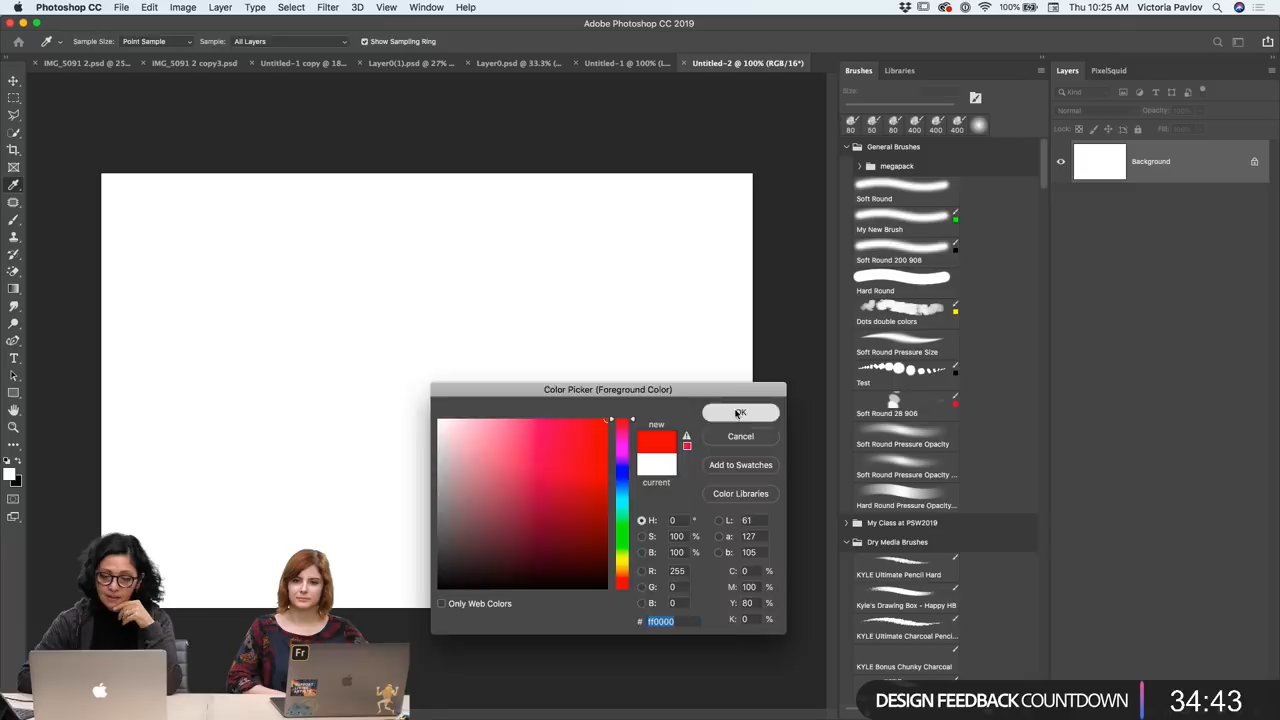 Photoshop CC File Edit Image Layer Type Select Filter 3D View Window Help 100% Thu 10:25 AM Victoria Pavlov
Adobe Photoshop CC 2019
Sample Size: Point Sample Sample: All Layers Show Sampling Ring
IMG_5091 2.psd @ 25... IMG_5091 2 copy3.psd Untitled-1 copy @ 18... Layer0(1).psd @ 27% ... Layer0.psd @ 33.3% (... Untitled-1 @ 100% (L... Untitled-2 @ 100% (RGB/16*)
Brushes Libraries
Size:
80 50 80 400 400 400
General Brushes
megapack
Soft Round
My New Brush
Soft Round 200 908
Hard Round
Dots double colors
Soft Round Pressure Size
Test
Soft Round 28 906
Soft Round Pressure Opacity
Soft Round Pressure Opacity ...
Hard Round Pressure Opacity...
My Class at PSW2019
Dry Media Brushes
KYLE Ultimate Pencil Hard
Kyle's Drawing Box - Happy HB
KYLE Ultimate Charcoal Penci...
KYLE Bonus Chunky Charcoal
Layers PixelSquid
Kind
Normal Opacity: 100%
Lock: Fill: 100%
Background
Color Picker (Foreground Color)
new
current
OK
Cancel
Add to Swatches
Color Libraries
H: 0 ° L: 61
S: 100 % a: 127
B: 100 % b: 105
R: 255 C: 0 %
G: 0 M: 100 %
B: 0 Y: 80 %
# ff0000 K: 0 %
Only Web Colors
Fr
DESIGN FEEDBACK COUNTDOWN 34:43